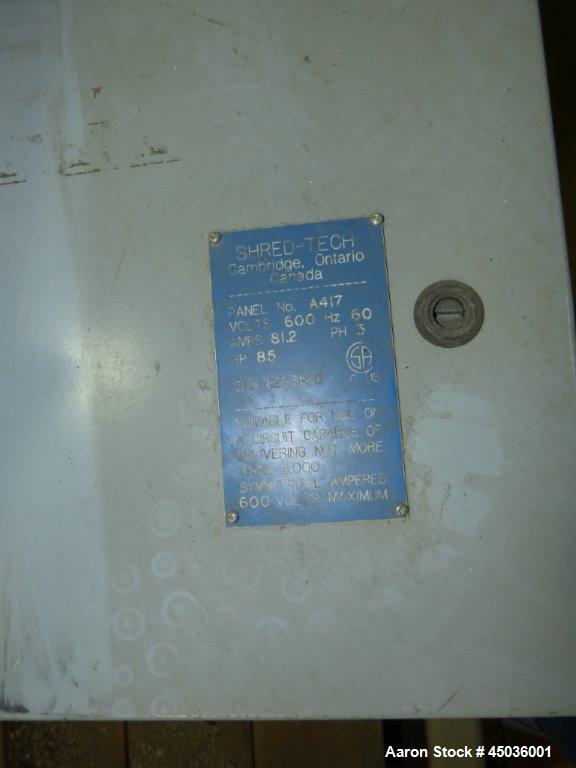 SHRED-TECH
Cambridge, Ontario
Canada
PANEL No. A417
VOLTS 600 Hz 60
AMPS 81.2 PH 3
HP 85
SA
C US
SUITABLE FOR USE ON
A CIRCUIT CAPABLE OF
DELIVERING NOT MORE
THAN 5,000
SYMMETRICAL AMPERES
600 VOLTS MAXIMUM
Aaron Stock # 45036001